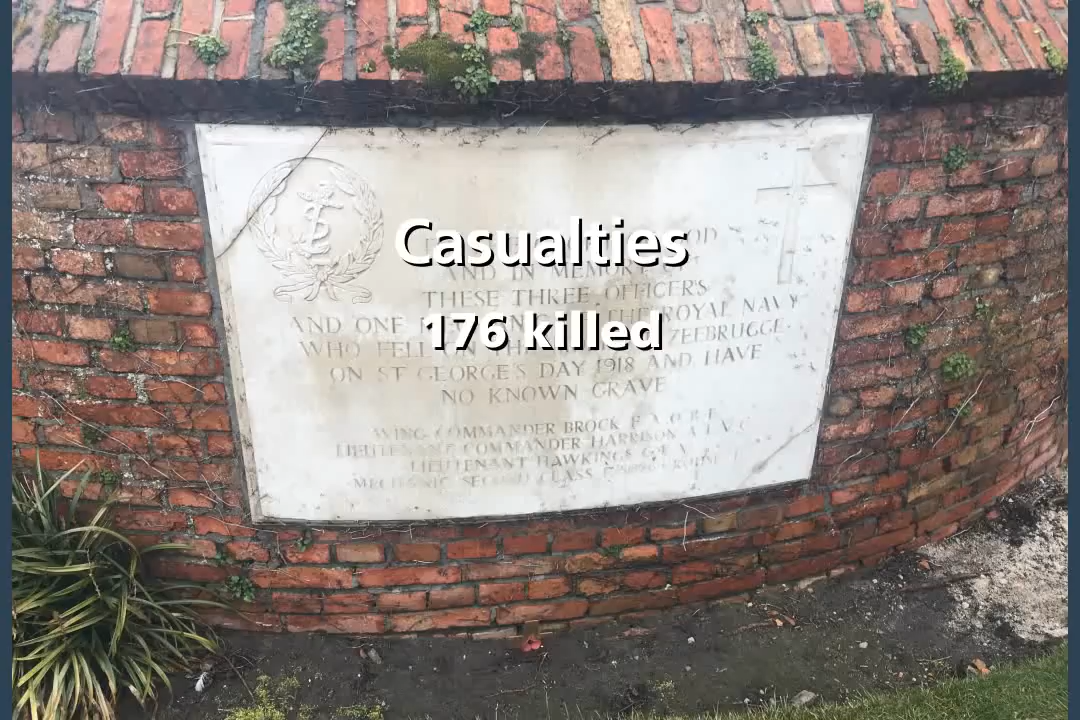 Casualties
AND IN MEMORY OF
THESE THREE OFFICERS
176 killed
AND ONE THE ROYAL NAVY
WHO FELL ZEEBRUGGE
ON ST GEORGE'S DAY 1918 AND HAVE
NO KNOWN GRAVE
WING COMMANDER BROCK
LIEUTENANT COMMANDER HARRISON
LIEUTENANT HAWKINGS
MECHANIC SECOND CLASS